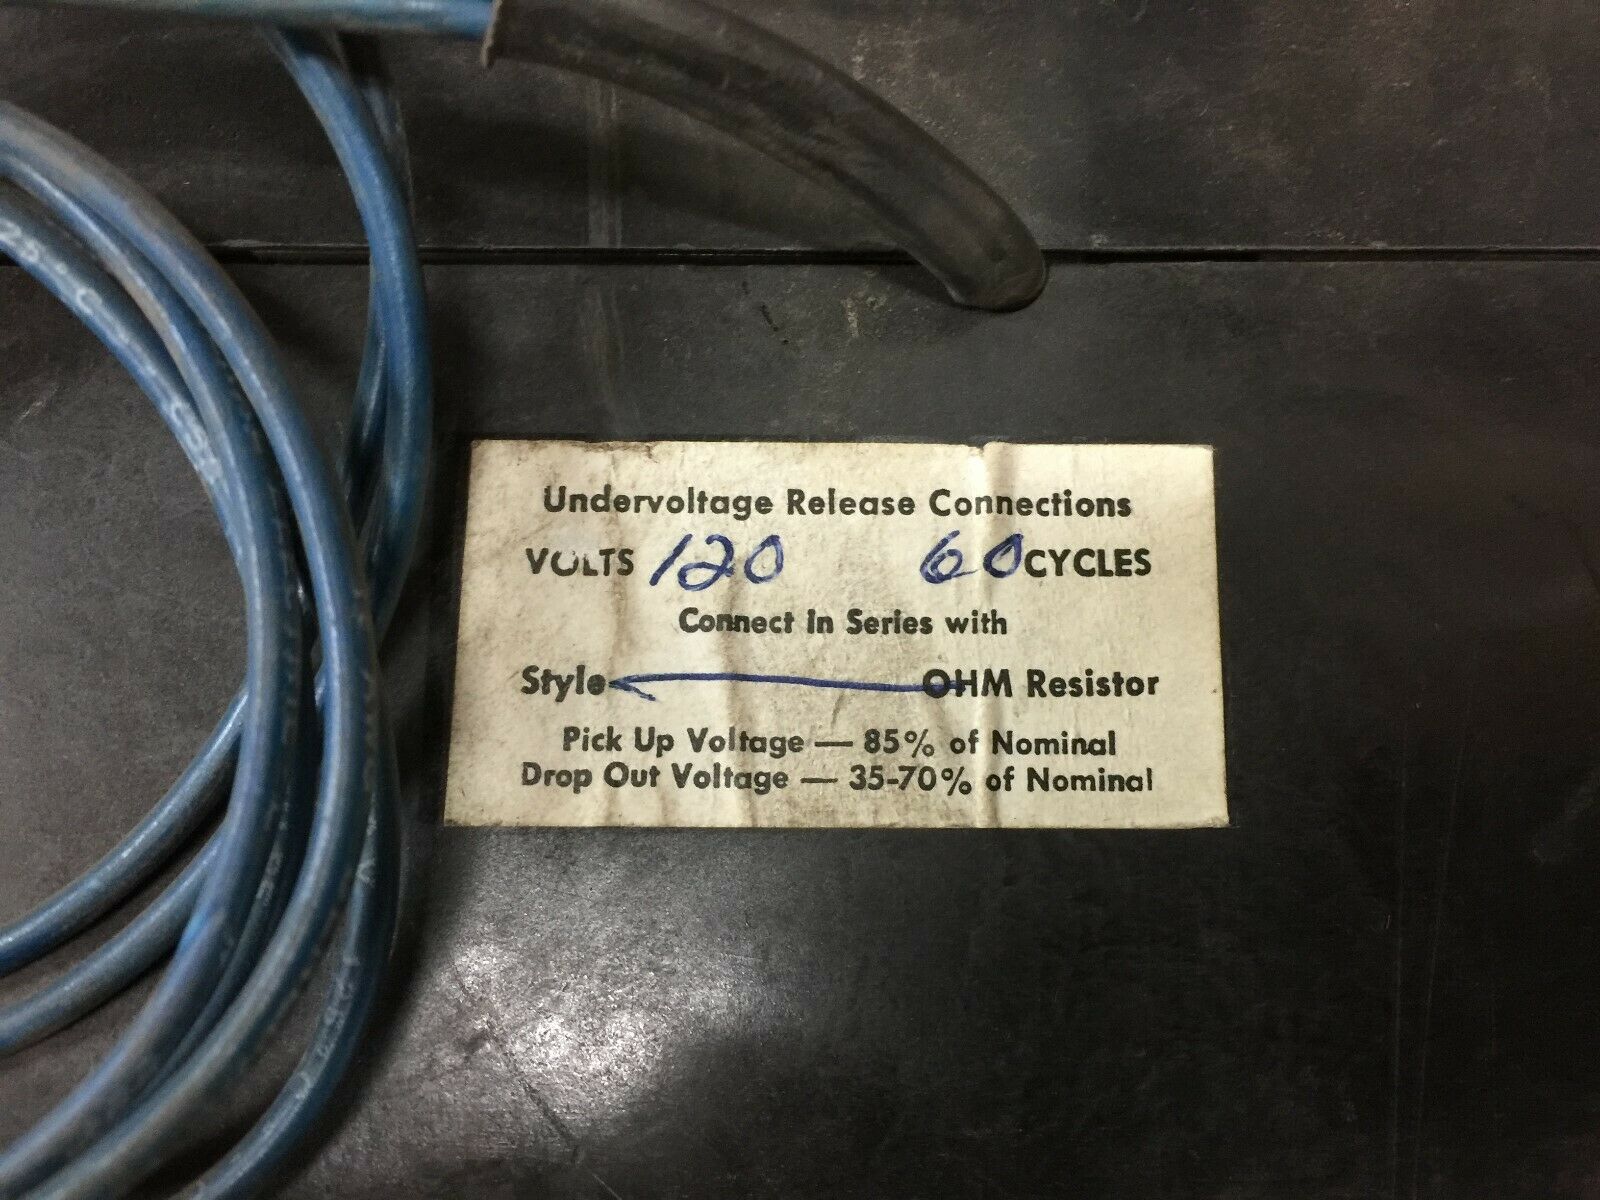 Undervoltage Release Connections
VOLTS 120 60 CYCLES
Connect in Series with
Style OHM Resistor
Pick Up Voltage — 85% of Nominal
Drop Out Voltage — 35-70% of Nominal